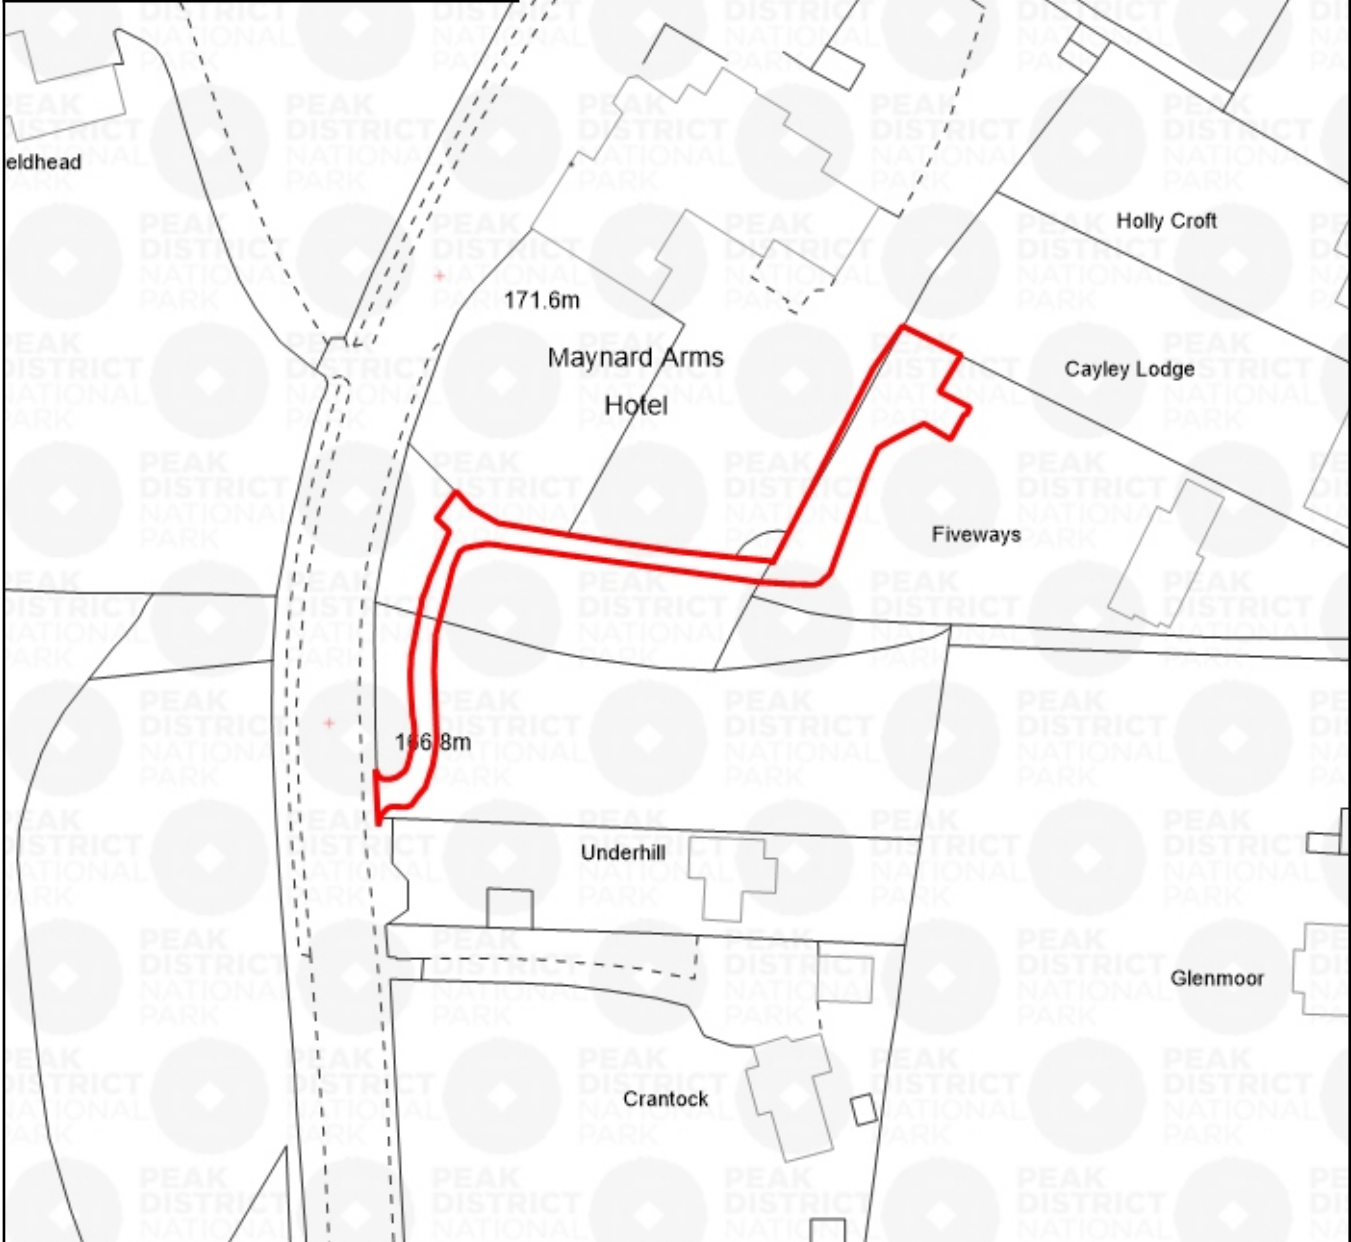 eldhead
Holly Croft
171.6m
Maynard Arms
Hotel
Cayley Lodge
Fiveways
166.8m
Underhill
Glenmoor
Crantock
PEAK
DISTRICT
NATIONAL
PARK